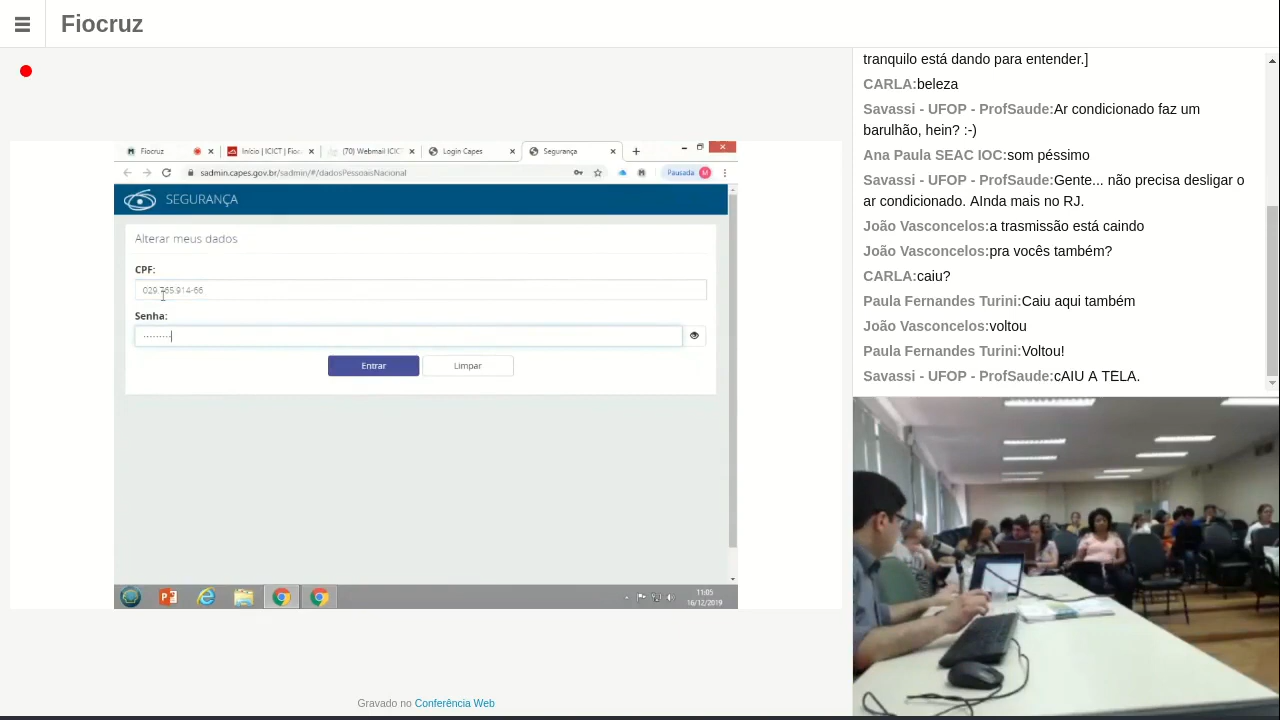 Fiocruz
tranquilo está dando para entender.]
CARLA:beleza
Savassi - UFOP - ProfSaude:Ar condicionado faz um
barulhão, hein? :-)
Ana Paula SEAC IOC:som péssimo
Savassi - UFOP - ProfSaude:Gente... não precisa desligar o
ar condicionado. AInda mais no RJ.
João Vasconcelos:a trasmissão está caindo
João Vasconcelos:pra vocês também?
CARLA:caiu?
Paula Fernandes Turini:Caiu aqui também
João Vasconcelos:voltou
Paula Fernandes Turini:Voltou!
Savassi - UFOP - ProfSaude:cAIU A TELA.
Fiocruz
Início | ICICT | Fioc
(70) Webmail ICICT
Login Capes
Segurança
sadmin.capes.gov.br/sadmin/#/dadosPessoaisNacional
Pausada
M
SEGURANÇA
Alterar meus dados
CPF:
029.765.914-66
Senha:
Entrar
Limpar
11:05
16/12/2019
Gravado no Conferência Web